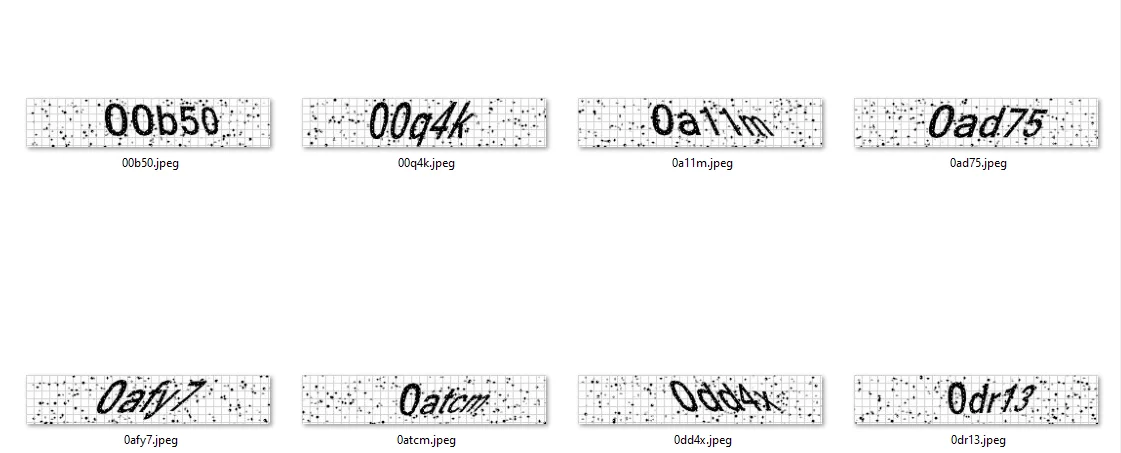 00b50 00q4k 0a11m 0ad75
00b50.jpeg 00q4k.jpeg 0a11m.jpeg 0ad75.jpeg
0afy7 0atcm 0dd4x 0dr13
0afy7.jpeg 0atcm.jpeg 0dd4x.jpeg 0dr13.jpeg